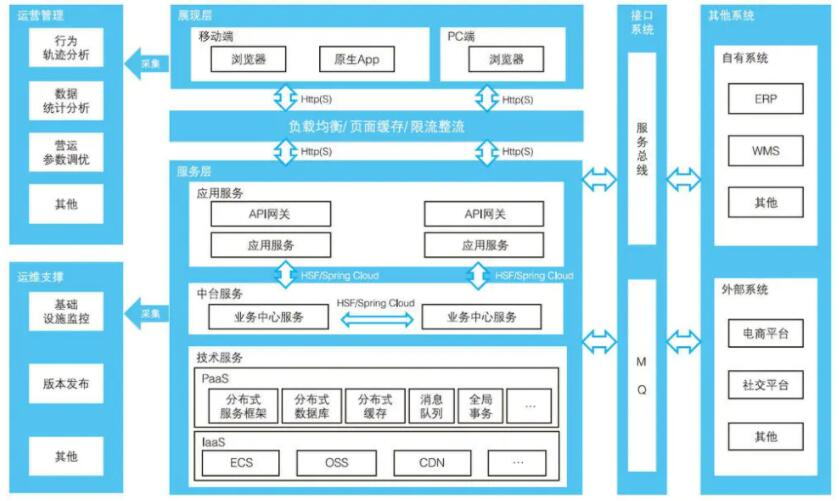 运营管理
行为
轨迹分析
数据
统计分析
营运
参数调优
其他
运维支撑
基础
设施监控
版本发布
其他
采集
采集
展现层
移动端
浏览器
原生App
PC端
浏览器
Http(S)
Http(S)
负载均衡/ 页面缓存/ 限流整流
Http(S)
Http(S)
服务层
应用服务
API网关
API网关
应用服务
应用服务
HSF/Spring Cloud
HSF/Spring Cloud
中台服务
HSF/Spring Cloud
业务中心服务
业务中心服务
技术服务
PaaS
分布式
服务框架
分布式
数据库
分布式
缓存
消息
队列
全局
事务
…
IaaS
ECS
OSS
CDN
…
接口
系统
服
务
总
线
M
Q
其他系统
自有系统
ERP
WMS
其他
外部系统
电商平台
社交平台
其他